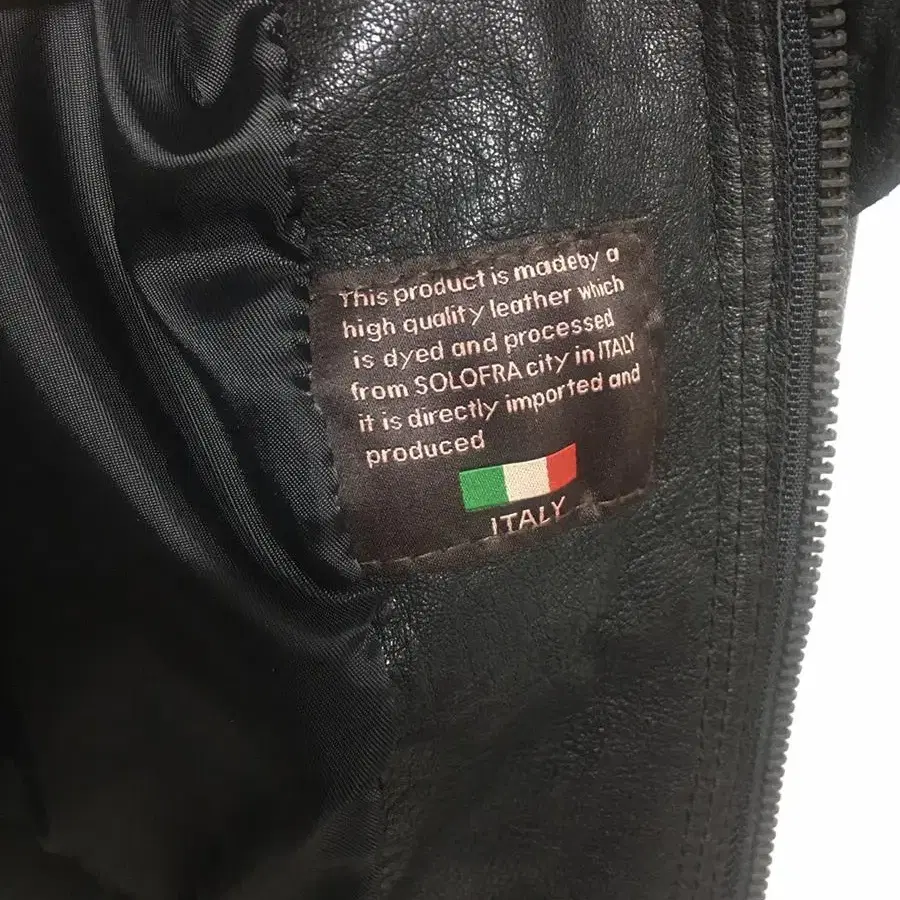 This product is madeby a
high quality leather which
is dyed and processed
from SOLOFRA city in ITALY
it is directly imported and
produced
ITALY